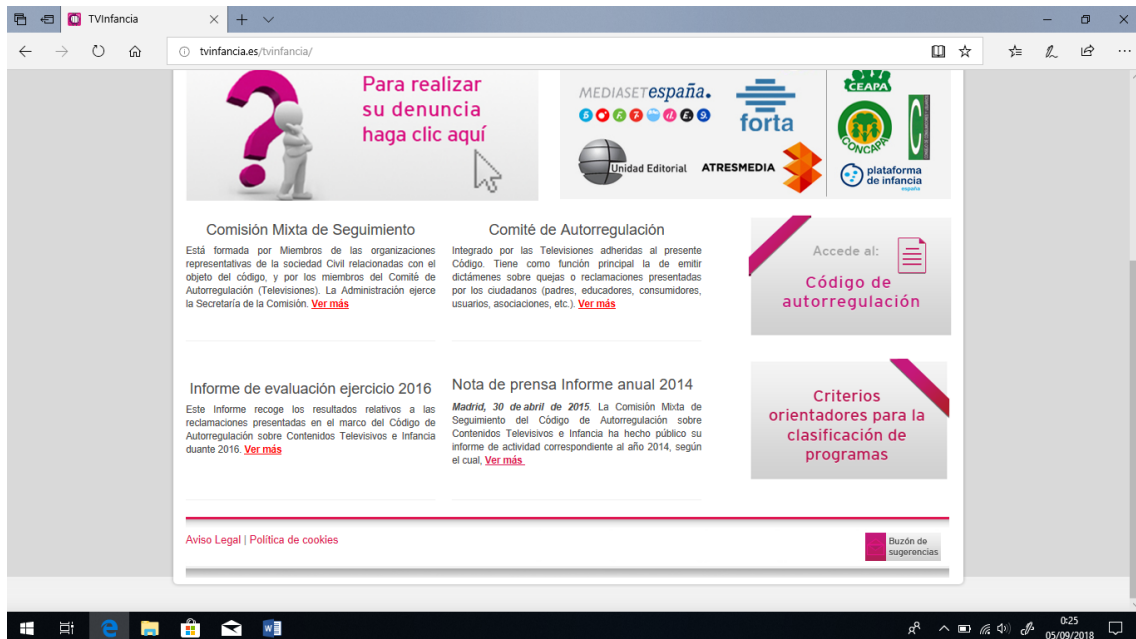 TVInfancia
tvinfancia.es/tvinfancia/
Para realizar
su denuncia
haga clic aquí
MEDIASETespaña.
forta
Unidad Editorial
ATRESMEDIA
CEAPA
CONCAPA
plataforma
de infancia
españa
Comisión Mixta de Seguimiento
Está formada por Miembros de las organizaciones
representativas de la sociedad Civil relacionadas con el
objeto del código, y por los miembros del Comité de
Autorregulación (Televisiones). La Administración ejerce
la Secretaría de la Comisión. Ver más
Comité de Autorregulación
Integrado por las Televisiones adheridas al presente
Código. Tiene como función principal la de emitir
dictámenes sobre quejas o reclamaciones presentadas
por los ciudadanos (padres, educadores, consumidores,
usuarios, asociaciones, etc.). Ver más
Accede al:
Código de
autorregulación
Informe de evaluación ejercicio 2016
Este Informe recoge los resultados relativos a las
reclamaciones presentadas en el marco del Código de
Autorregulación sobre Contenidos Televisivos e Infancia
duante 2016. Ver más
Nota de prensa Informe anual 2014
Madrid, 30 de abril de 2015. La Comisión Mixta de
Seguimiento del Código de Autorregulación sobre
Contenidos Televisivos e Infancia ha hecho público su
informe de actividad correspondiente al año 2014, según
el cual, Ver más
Criterios
orientadores para la
clasificación de
programas
Aviso Legal | Política de cookies
Buzón de
sugerencias
0:25
05/09/2018